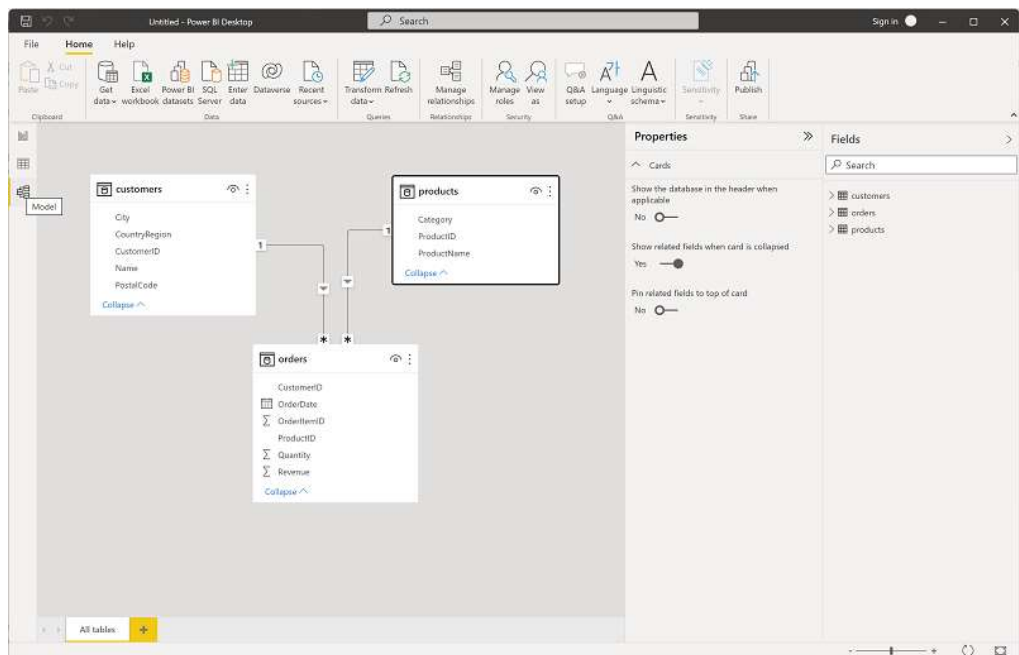 Untitled - Power BI Desktop
Search
Sign in
File Home Help
Paste
Cut
Copy
Clipboard
Get data
Excel workbook
Power BI datasets
SQL Server
Enter data
Dataverse
Recent sources
Data
Transform data
Refresh
Queries
Manage relationships
Relationships
Manage roles
View as
Security
Q&A setup
Language
Linguistic schema
Q&A
Sensitivity
Sensitivity
Publish
Share
Model
customers
City
CountryRegion
CustomerID
Name
PostalCode
Collapse
1
products
Category
ProductID
ProductName
Collapse
1
* *
orders
CustomerID
OrderDate
∑ OrderItemID
ProductID
∑ Quantity
∑ Revenue
Collapse
All tables +
Properties
Cards
Show the database in the header when
applicable
No
Show related fields when card is collapsed
Yes
Pin related fields to top of card
No
Fields
Search
customers
orders
products
- +